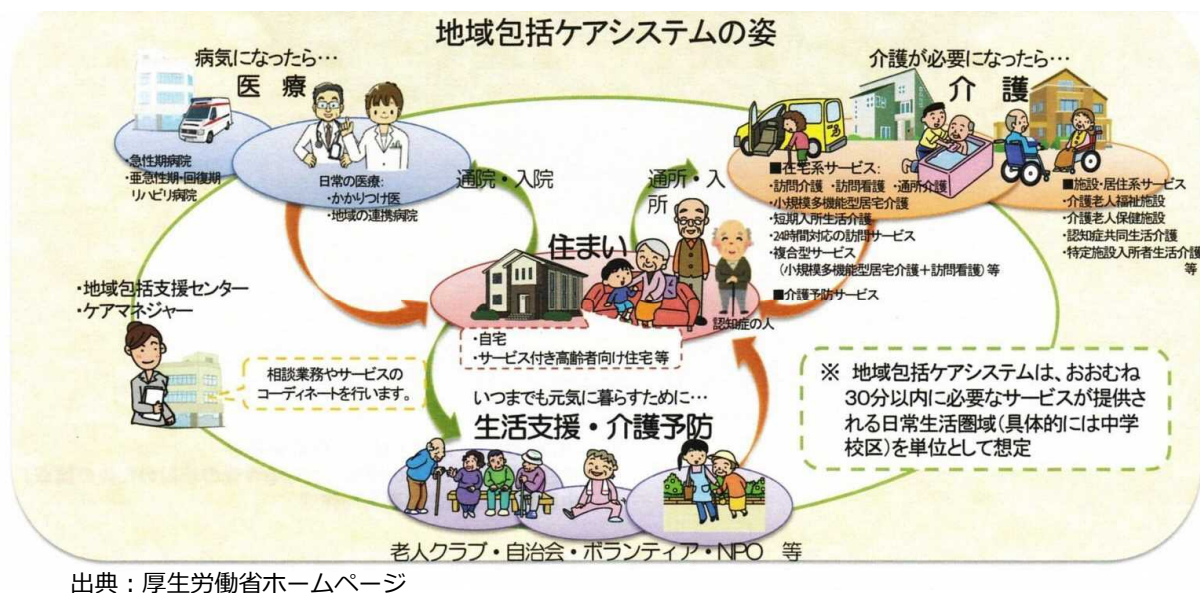 地域包括ケアシステムの姿
病気になったら…
医療
・急性期病院
・亜急性期・回復期
リハビリ病院
日常の医療:
・かかりつけ医
・地域の連携病院
通院・入院
通所・入
所
介護が必要になったら…
介護
■在宅系サービス:
・訪問介護 ・訪問看護 ・通所介護
・小規模多機能型居宅介護
・短期入所生活介護
・24時間対応の訪問サービス
・複合型サービス
(小規模多機能型居宅介護+訪問看護)等
■介護予防サービス
■施設・居住系サービス
・介護老人福祉施設
・介護老人保健施設
・認知症共同生活介護
・特定施設入所者生活介護
等
住まい
認知症の人
・自宅
・サービス付き高齢者向け住宅 等
・地域包括支援センター
・ケアマネジャー
相談業務やサービスの
コーディネートを行います。
いつまでも元気に暮らすために…
生活支援・介護予防
老人クラブ・自治会・ボランティア・NPO 等
※ 地域包括ケアシステムは、おおむね
30分以内に必要なサービスが提供さ
れる日常生活圏域(具体的には中学
校区)を単位として想定
出典:厚生労働省ホームページ